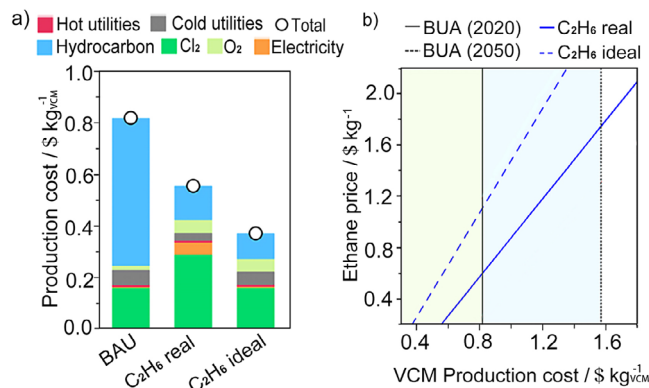 a)
Hot utilities Cold utilities Total
Hydrocarbon Cl₂ O₂ Electricity
Production cost / $ kg⁻¹VCM
1.0
0.8
0.6
0.4
0.2
0.0
BAU C₂H₆ real C₂H₆ ideal
b)
BUA (2020) C₂H₆ real
BUA (2050) C₂H₆ ideal
Ethane price / $ kg⁻¹
2.0
1.6
1.2
0.8
0.4
0.4 0.8 1.2 1.6
VCM Production cost / $ kg⁻¹VCM